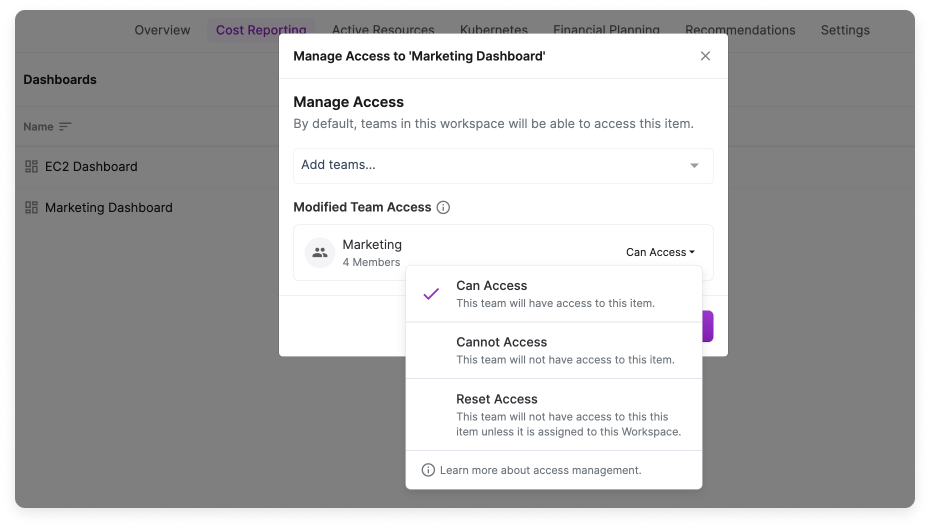 Overview Cost Reporting Active Resources Kubernetes Financial Planning Recommendations Settings
Manage Access to 'Marketing Dashboard'
Dashboards
Manage Access
By default, teams in this workspace will be able to access this item.
Name
EC2 Dashboard
Add teams...
Marketing Dashboard
Modified Team Access
Marketing
4 Members
Can Access
Can Access
This team will have access to this item.
Cannot Access
This team will not have access to this item.
Reset Access
This team will not have access to this this
item unless it is assigned to this Workspace.
Learn more about access management.